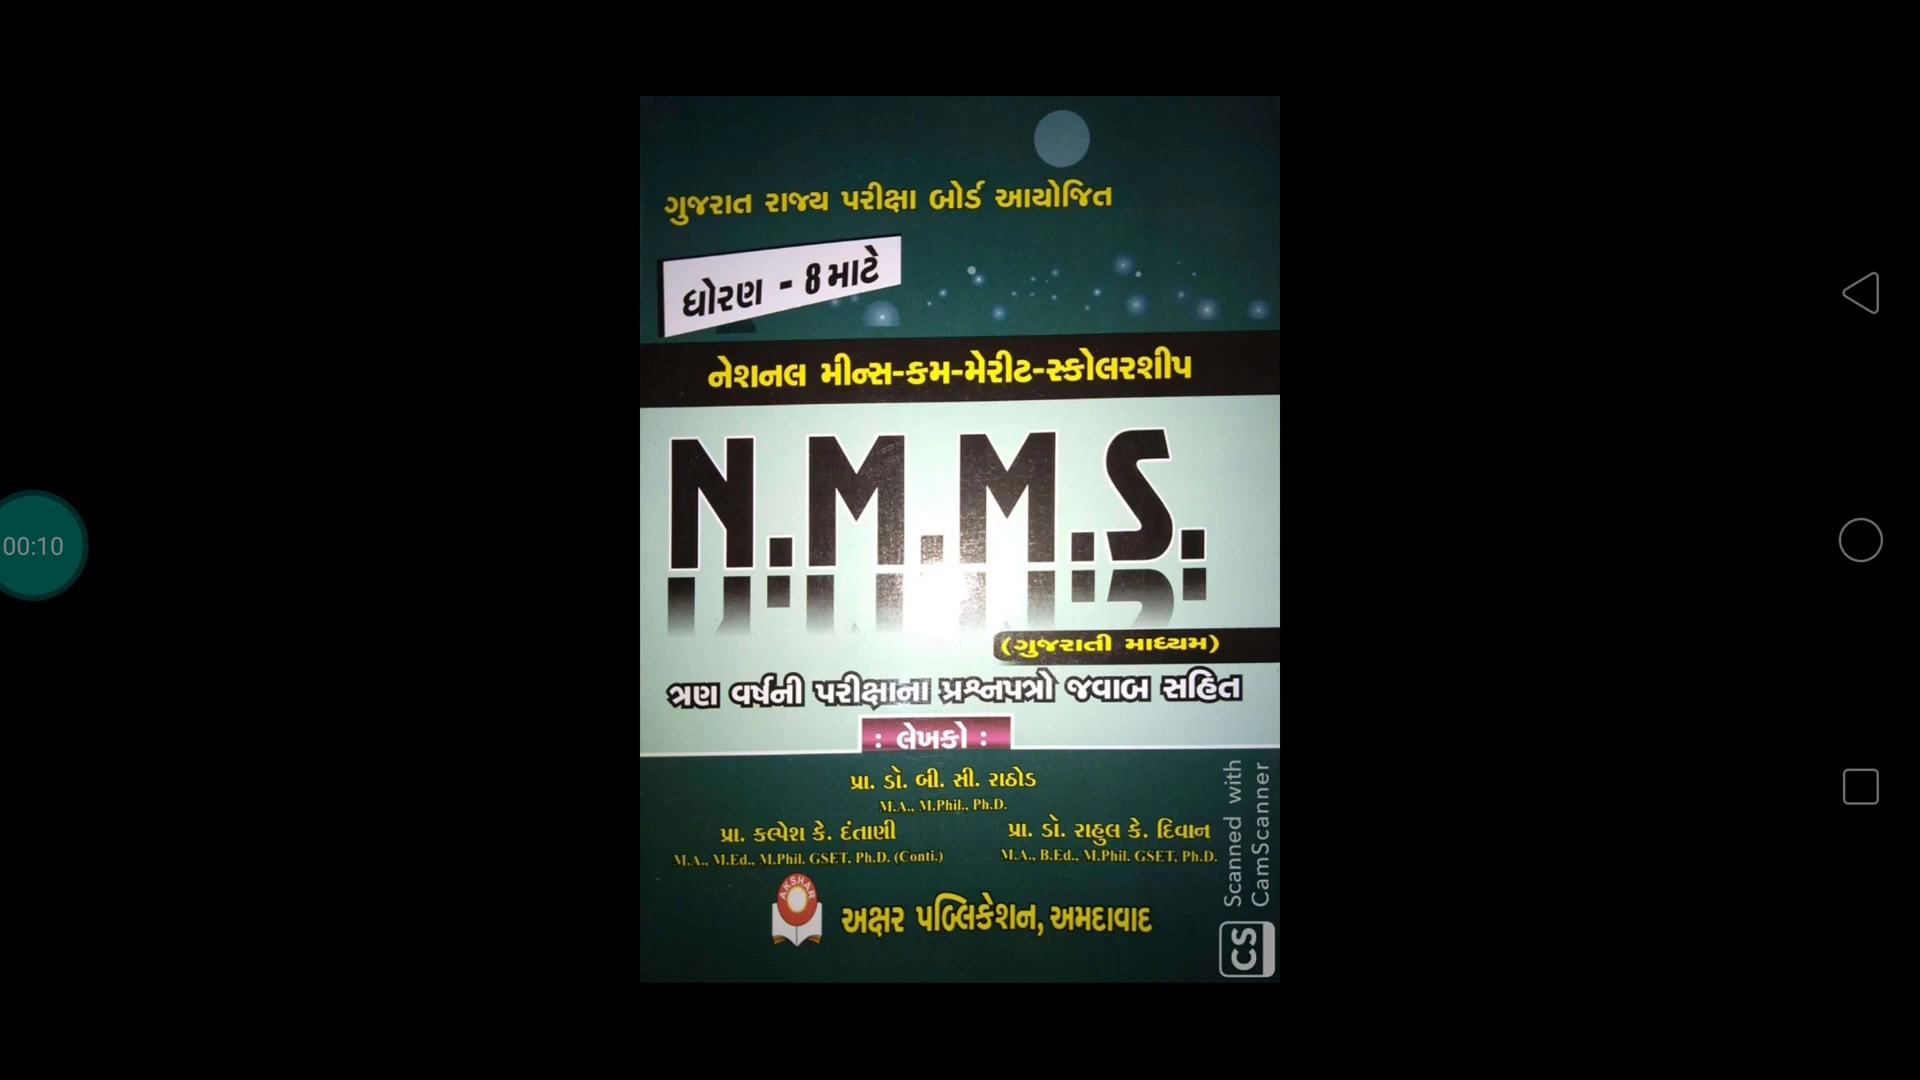 ગુજરાત રાજ્ય પરીક્ષા બોર્ડ આયોજિત
ધોરણ - 8 માટે
નેશનલ મીન્સ-કમ-મેરીટ-સ્કોલરશીપ
N.M.M.S.
(ગુજરાતી માધ્યમ)
ત્રણ વર્ષની પરીક્ષાના પ્રશ્નપત્રો જવાબ સહિત
: લેખકો :
પ્રા. ડો. બી. સી. રાઠોડ
M.A., M.Phil., Ph.D.
પ્રા. કલ્પેશ કે. દંતાણી
M.A., M.Ed., M.Phil. GSET, Ph.D. (Conti.)
પ્રા. ડો. રાહુલ કે. દિવાન
M.A., B.Ed., M.Phil. GSET, Ph.D.
AKSHAR
અક્ષર પબ્લિકેશન, અમદાવાદ
CS
Scanned with
CamScanner
00:10